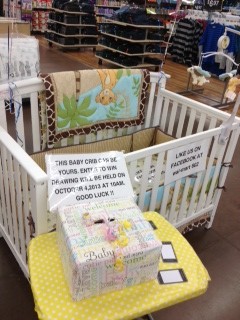 THIS BABY CRIB CAN BE
YOURS. ENTER TO WIN
DRAWING WILL BE HELD ON
OCTOBER 4,2013 AT 10AM.
GOOD LUCK !!
LIKE US ON
FACEBOOK AT
Baby